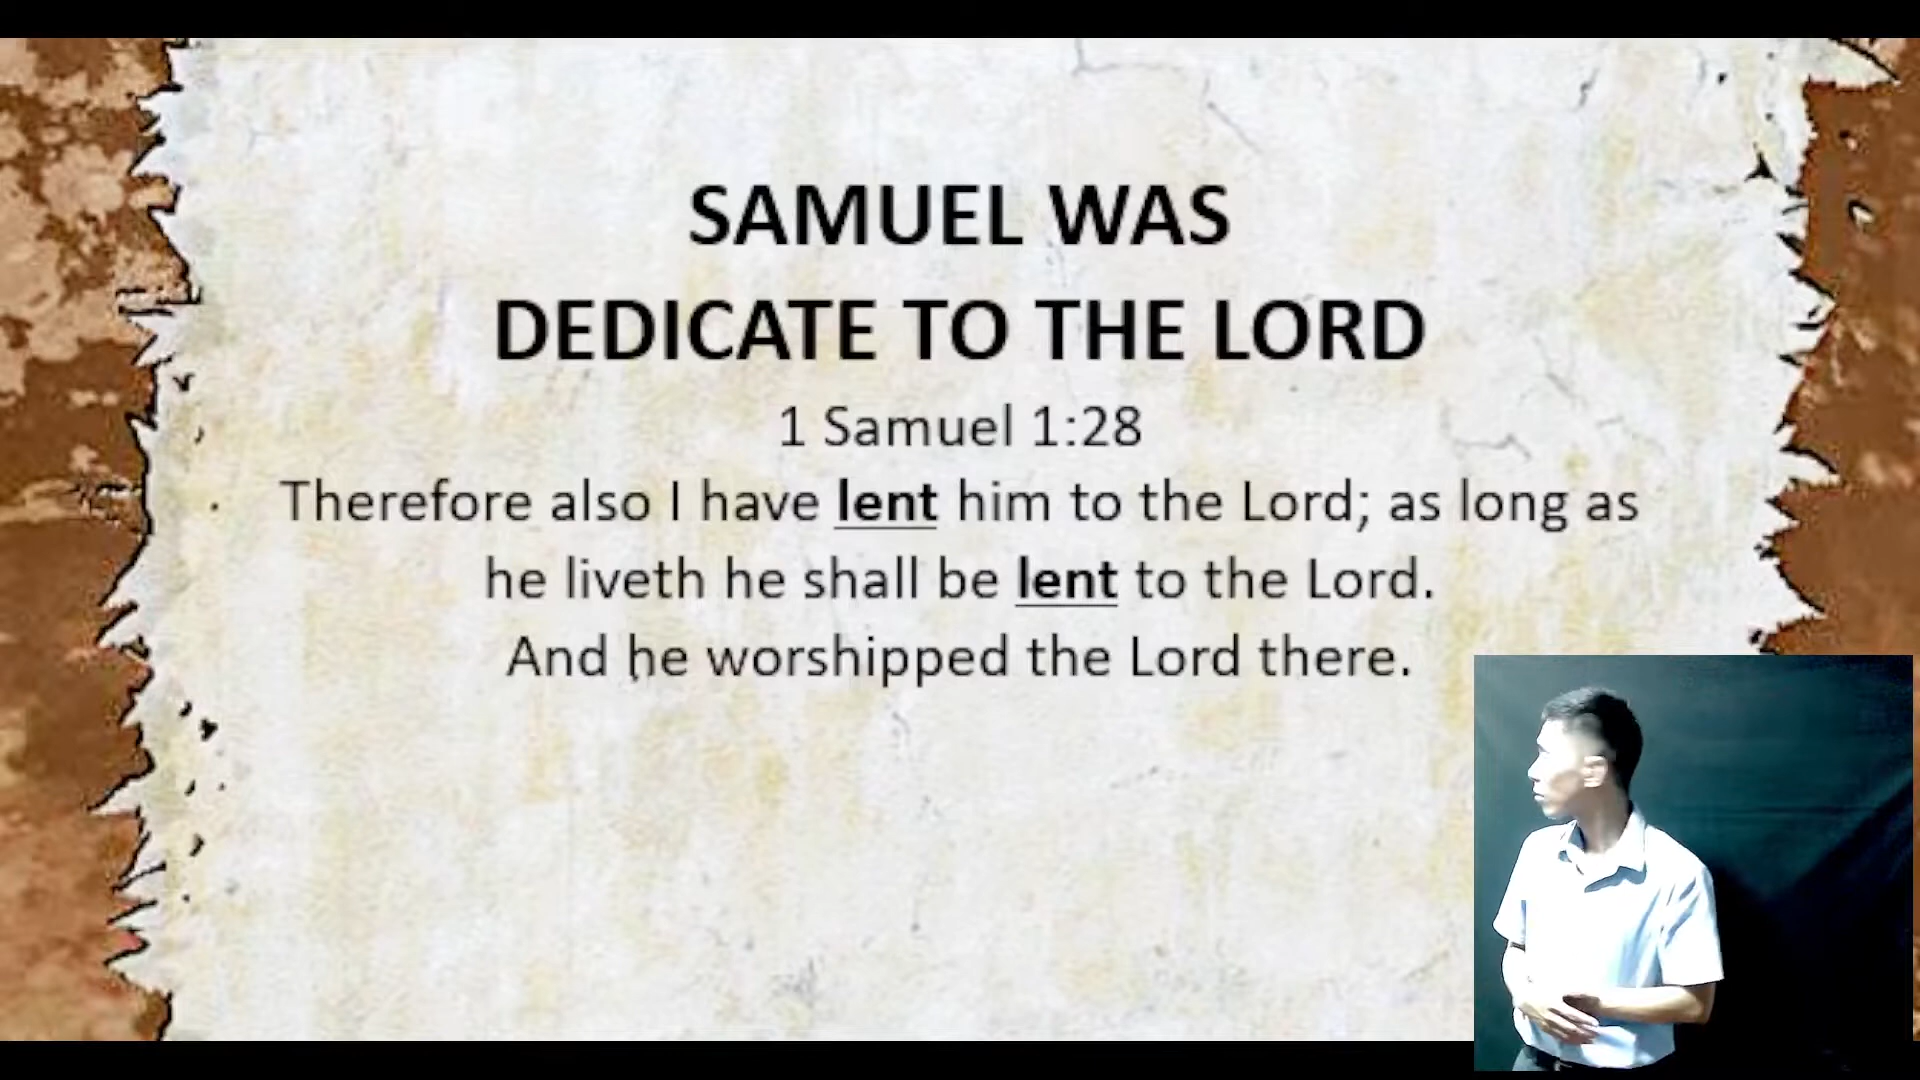 SAMUEL WAS
DEDICATE TO THE LORD
1 Samuel 1:28
Therefore also I have lent him to the Lord; as long as
he liveth he shall be lent to the Lord.
And he worshipped the Lord there.